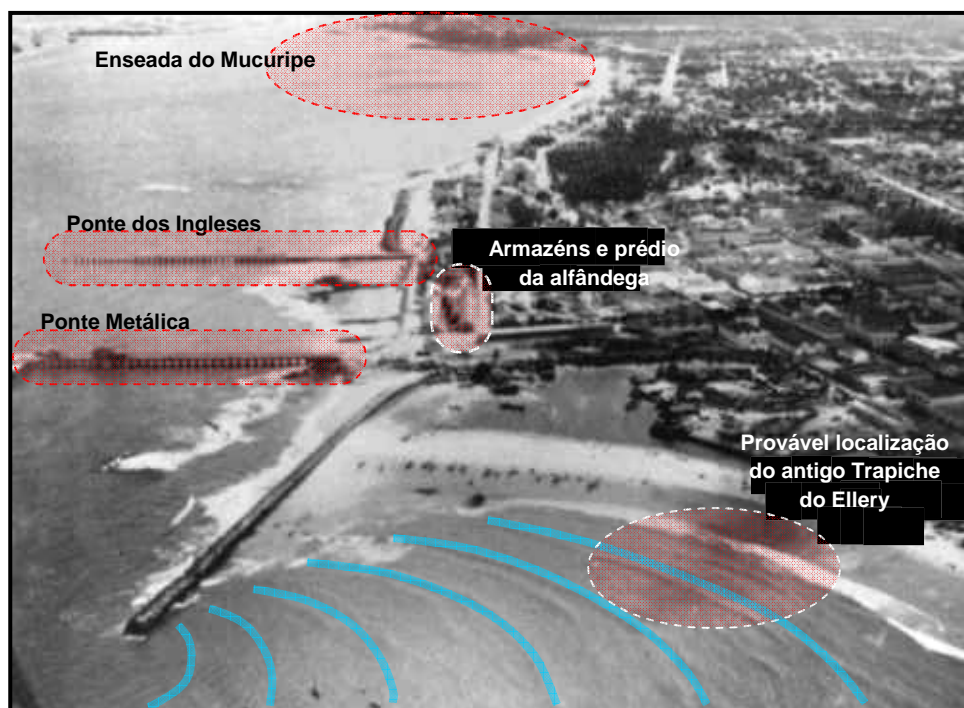 Enseada do Mucuripe
Ponte dos Ingleses
Armazéns e prédio
da alfândega
Ponte Metálica
Provável localização
do antigo Trapiche
do Ellery